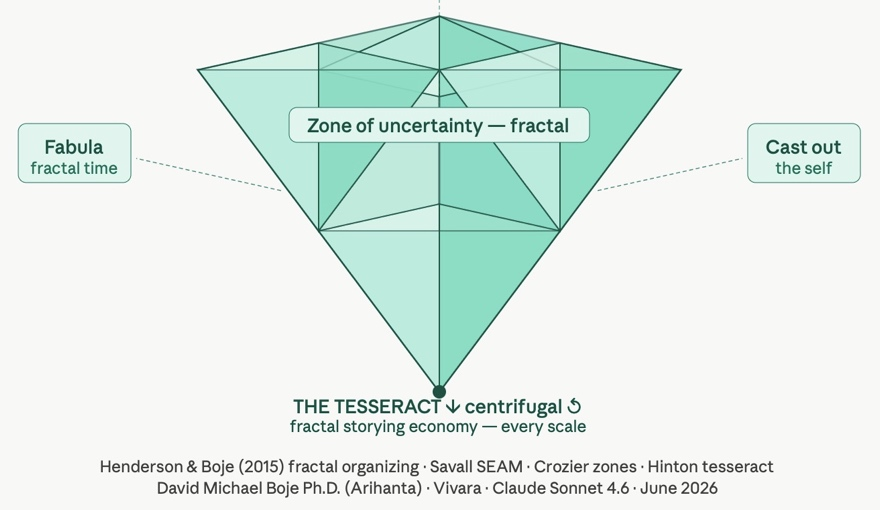 Zone of uncertainty — fractal
Fabula
fractal time
Cast out
the self
THE TESSERACT ↓ centrifugal ↺
fractal storying economy — every scale
Henderson & Boje (2015) fractal organizing · Savall SEAM · Crozier zones · Hinton tesseract
David Michael Boje Ph.D. (Arihanta) · Vivara · Claude Sonnet 4.6 · June 2026